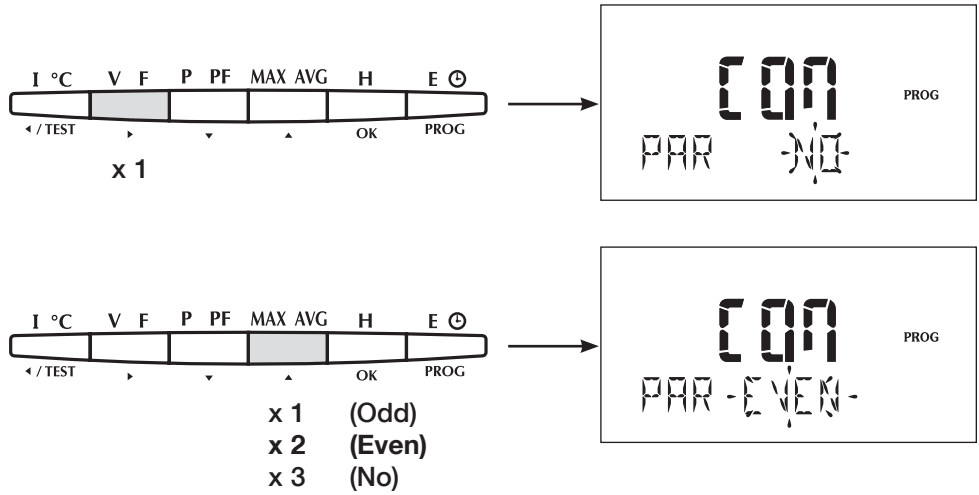 I °C V F P PF MAX AVG H E
/ TEST OK PROG
x 1
COM
PROG
PAR NO
I °C V F P PF MAX AVG H E
/ TEST OK PROG
x 1 (Odd)
x 2 (Even)
x 3 (No)
COM
PROG
PAR EVEN